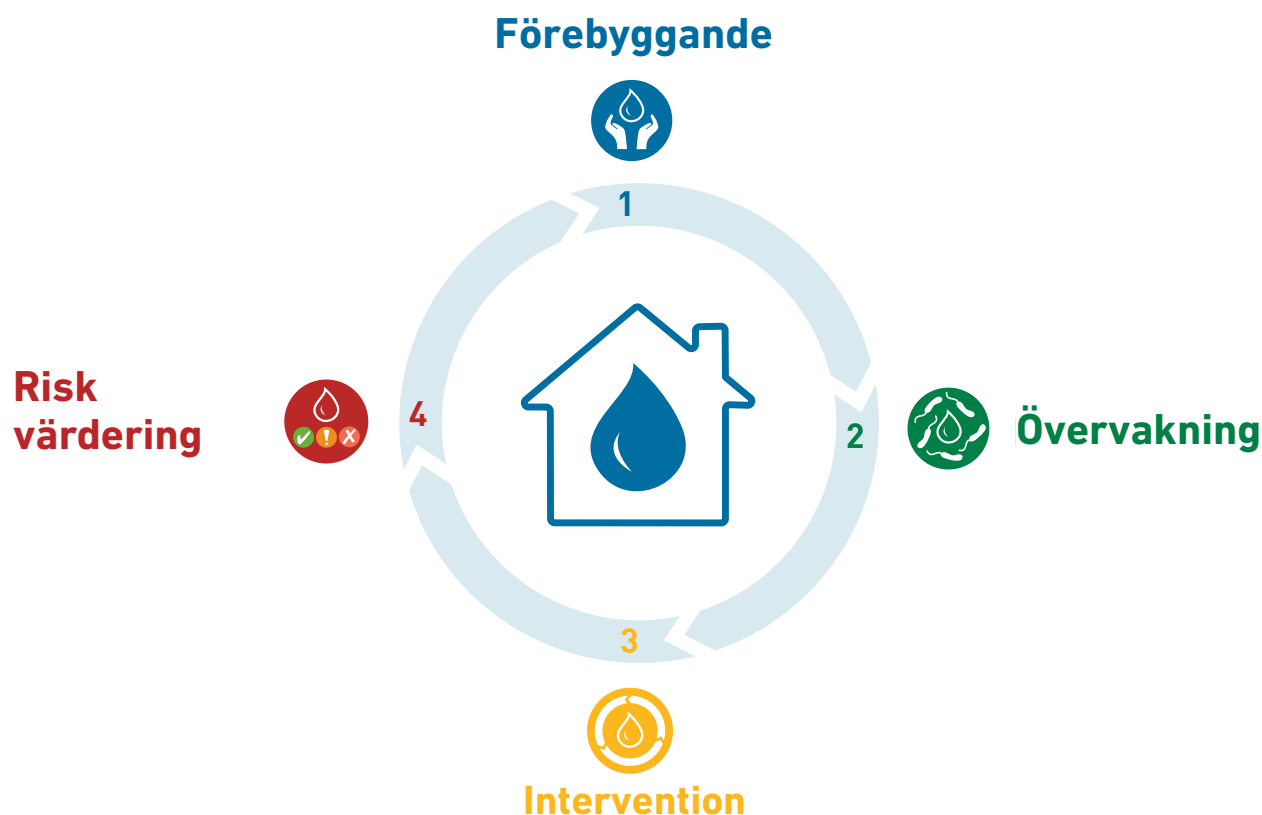 Förebyggande
1
2
Övervakning
3
Intervention
4
Risk
värdering